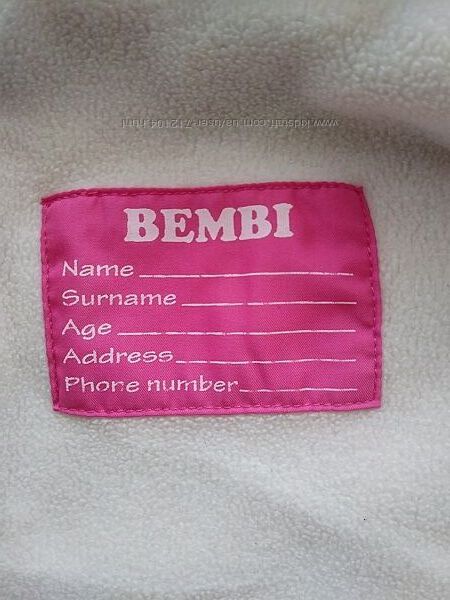 BEMBI
Name
Surname
Age
Address
Phone number